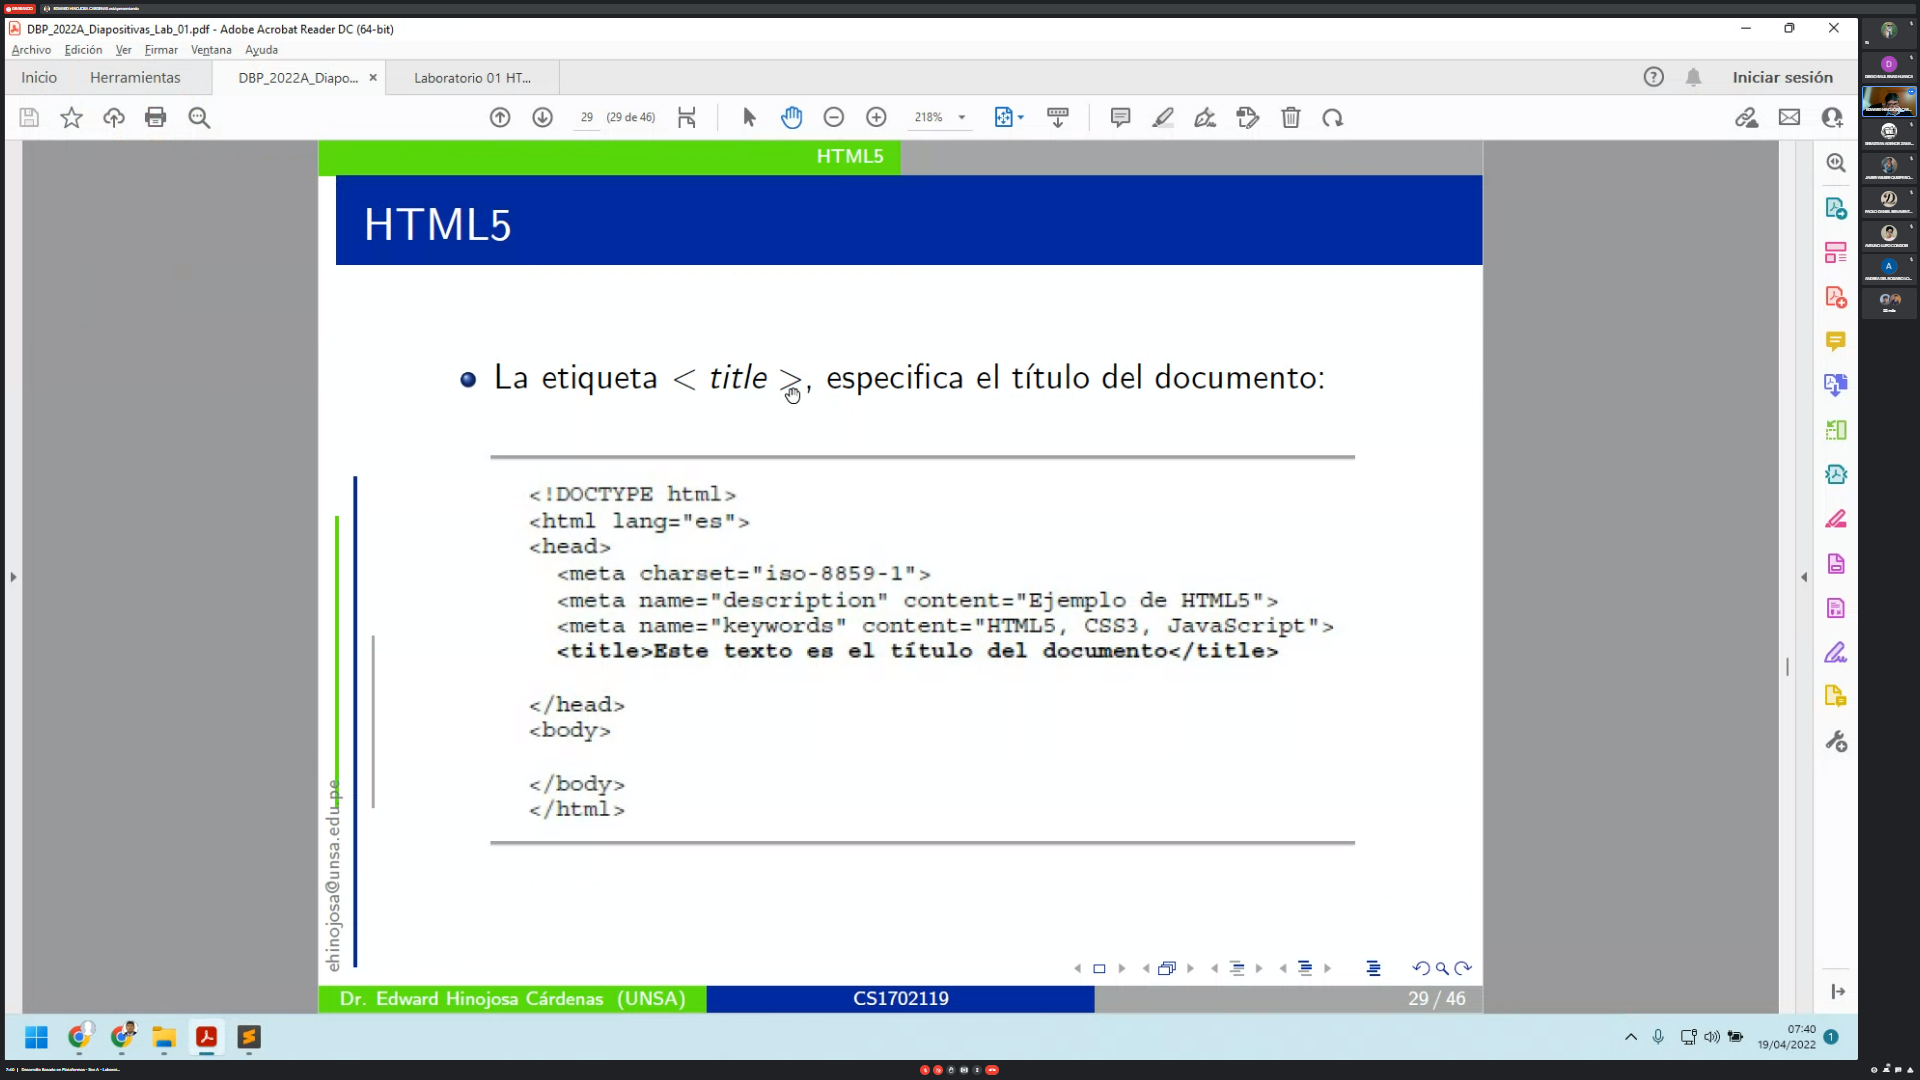 DBP_2022A_Diapositivas_Lab_01.pdf - Adobe Acrobat Reader DC (64-bit)
Archivo Edición Ver Firmar Ventana Ayuda
Inicio Herramientas DBP_2022A_Diapo... Laboratorio 01 HT... Iniciar sesión
29 (29 de 46) 218%
HTML5
HTML5
La etiqueta < title >, especifica el título del documento:
<!DOCTYPE html>
<html lang="es">
<head>
<meta charset="iso-8859-1">
<meta name="description" content="Ejemplo de HTML5">
<meta name="keywords" content="HTML5, CSS3, JavaScript">
<title>Este texto es el título del documento</title>
</head>
<body>
</body>
</html>
ehinojosa@unsa.edu.pe
Dr. Edward Hinojosa Cárdenas (UNSA) CS1702119 29 / 46
07:40
19/04/2022